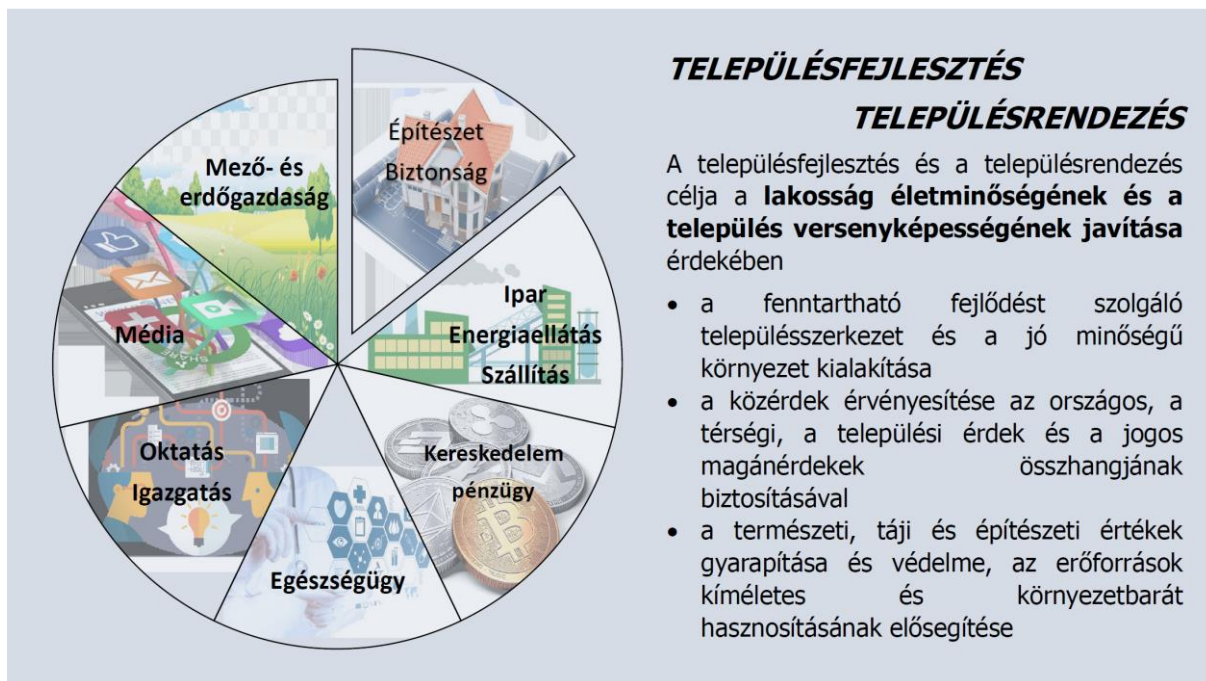 Építészet
Biztonság
Mező- és
erdőgazdaság
Ipar
Energiaellátás
Szállítás
Média
SHARE
Oktatás
Igazgatás
Kereskedelem
pénzügy
Egészségügy
TELEPÜLÉSFEJLESZTÉS
TELEPÜLÉSRENDEZÉS
A településfejlesztés és a településrendezés
célja a lakosság életminőségének és a
település versenyképességének javítása
érdekében
• a fenntartható fejlődést szolgáló
településszerkezet és a jó minőségű
környezet kialakítása
• a közérdek érvényesítése az országos, a
térségi, a települési érdek és a jogos
magánérdekek összhangjának
biztosításával
• a természeti, táji és építészeti értékek
gyarapítása és védelme, az erőforrások
kíméletes és környezetbarát
hasznosításának elősegítése